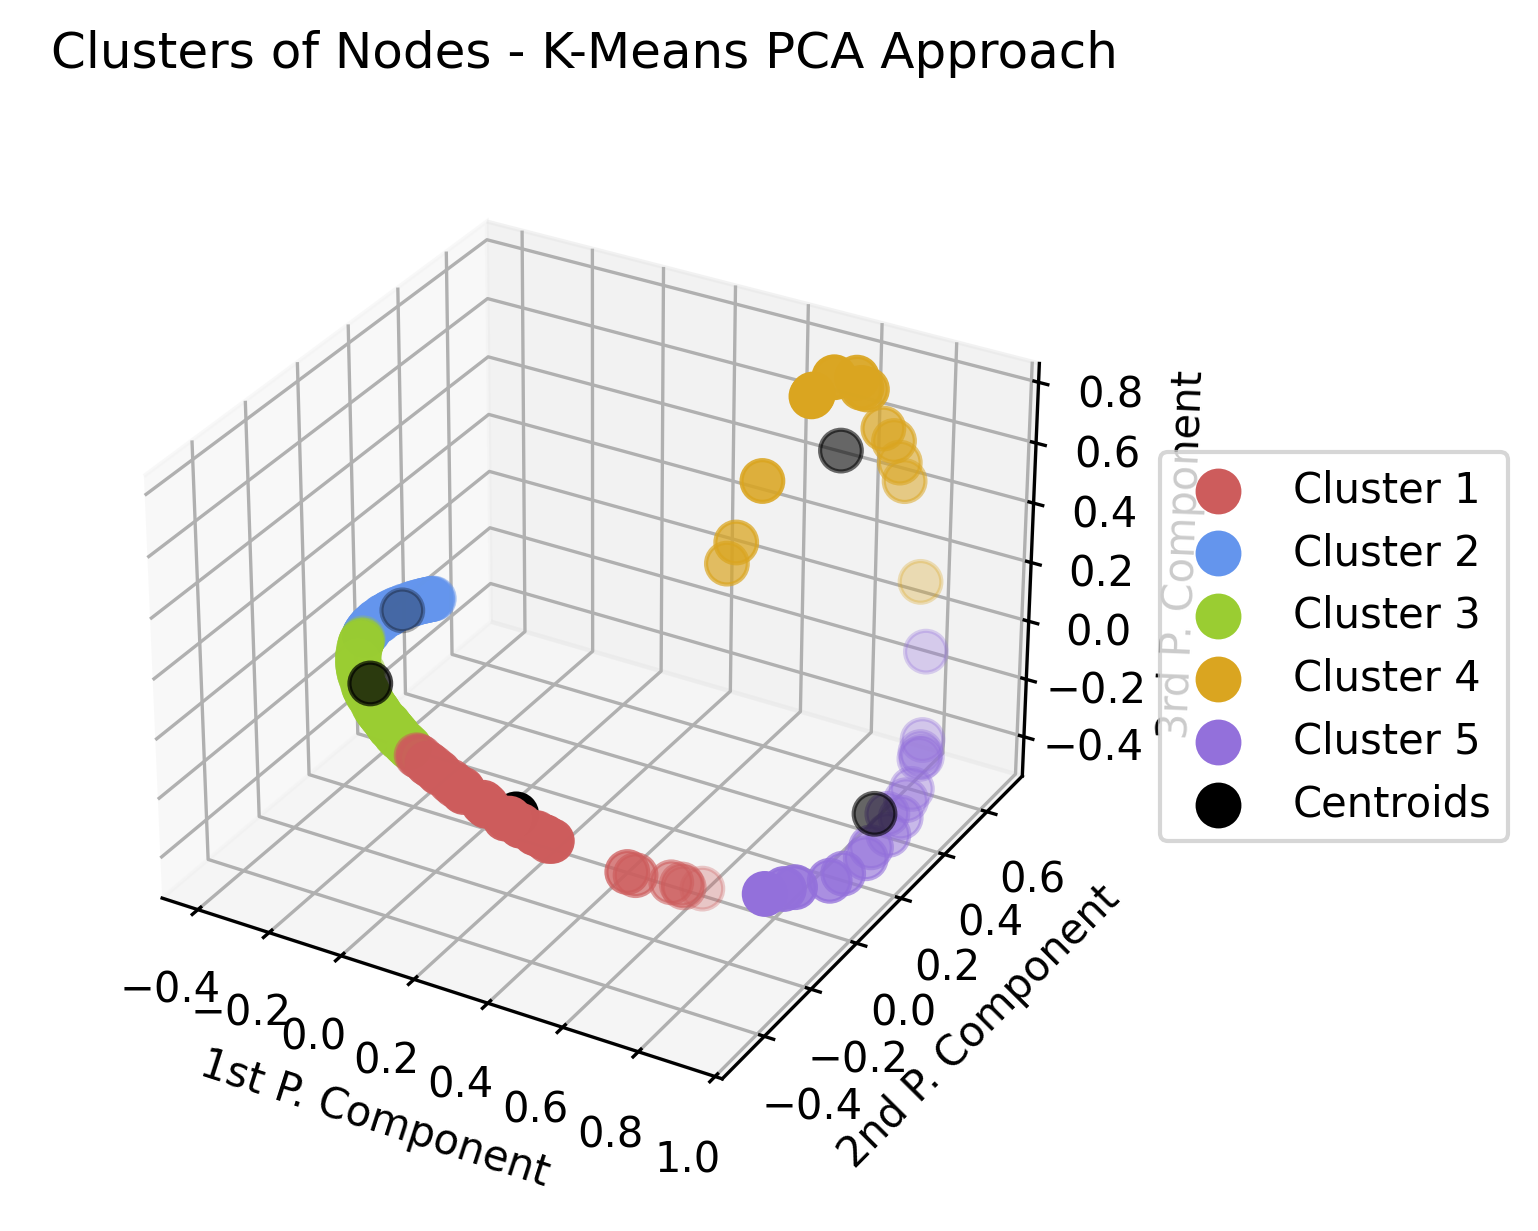 Clusters of Nodes - K-Means PCA Approach
0.8
0.6
0.4
0.2
0.0
−0.2
−0.4
3rd P. Component
Cluster 1
Cluster 2
Cluster 3
Cluster 4
Cluster 5
Centroids
0.6
0.4
0.2
0.0
−0.2
−0.4
2nd P. Component
−0.4
−0.2
0.0
0.2
0.4
0.6
0.8
1.0
1st P. Component